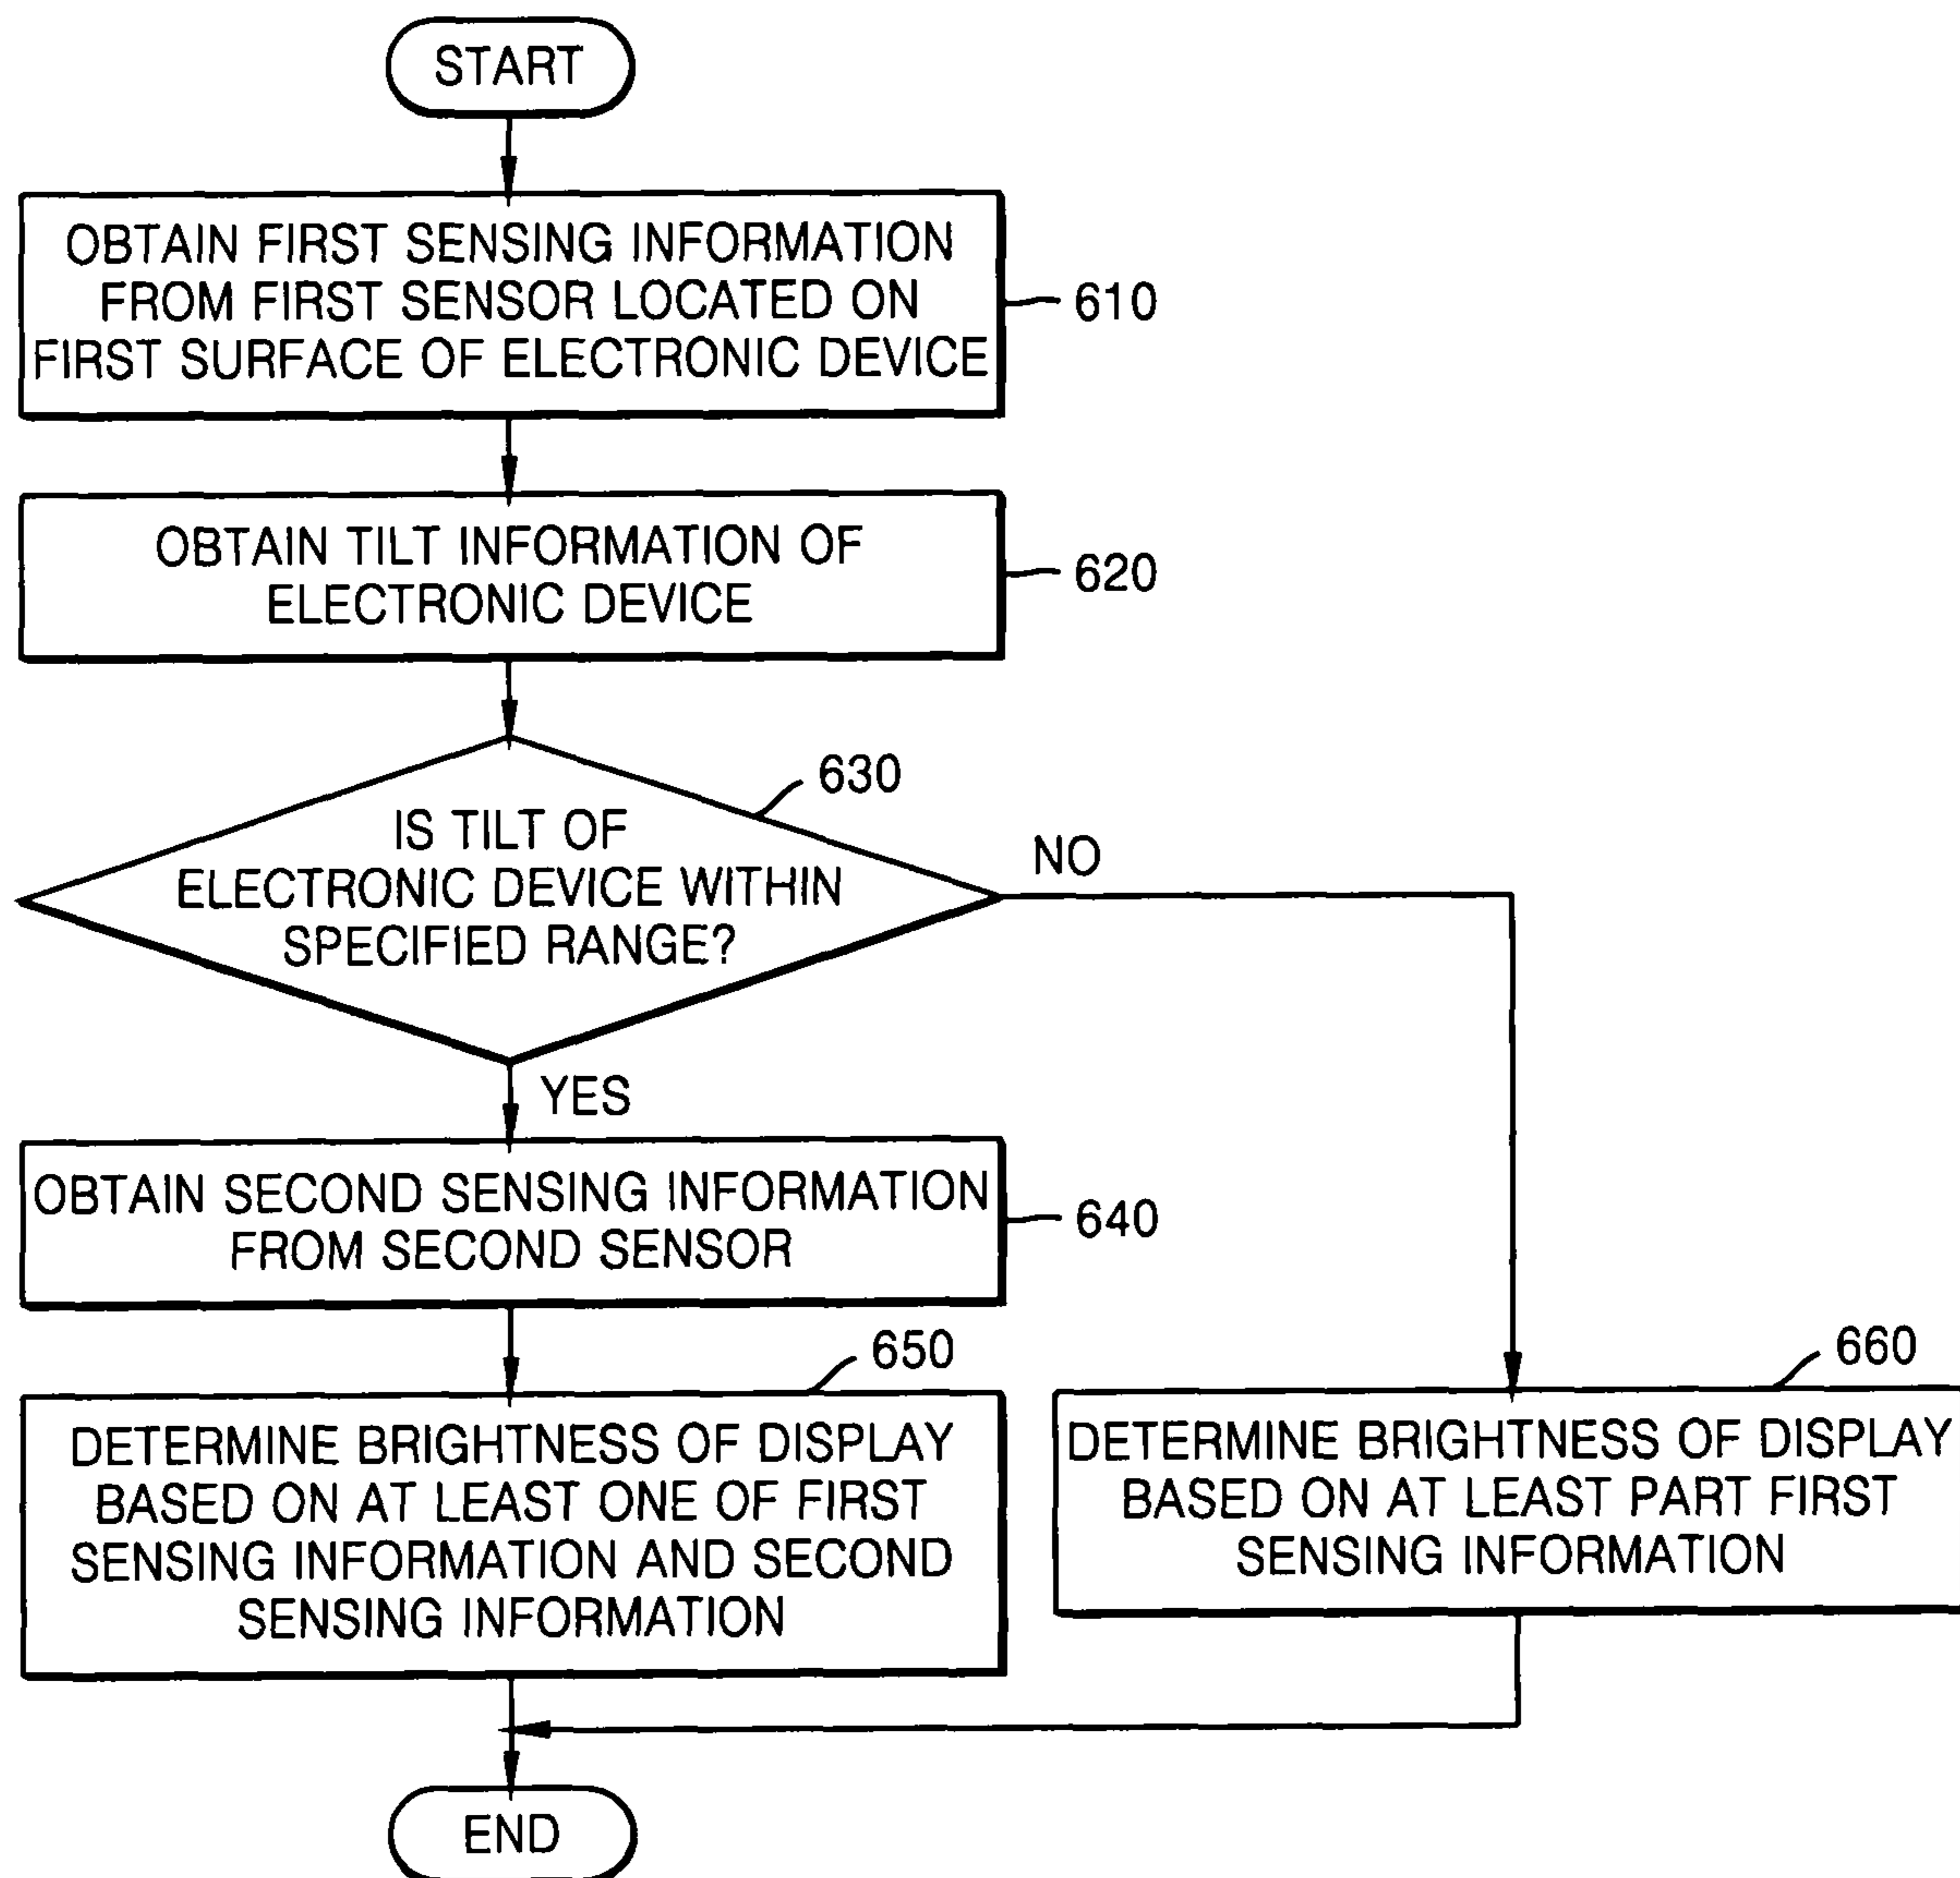 START
OBTAIN FIRST SENSING INFORMATION
FROM FIRST SENSOR LOCATED ON
FIRST SURFACE OF ELECTRONIC DEVICE
610
OBTAIN TILT INFORMATION OF
ELECTRONIC DEVICE
620
630
IS TILT OF
ELECTRONIC DEVICE WITHIN
SPECIFIED RANGE?
NO
YES
OBTAIN SECOND SENSING INFORMATION
FROM SECOND SENSOR
640
650
DETERMINE BRIGHTNESS OF DISPLAY
BASED ON AT LEAST ONE OF FIRST
SENSING INFORMATION AND SECOND
SENSING INFORMATION
660
DETERMINE BRIGHTNESS OF DISPLAY
BASED ON AT LEAST PART FIRST
SENSING INFORMATION
END